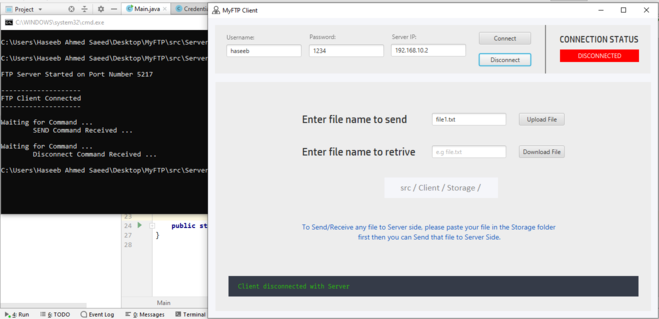 Project
Main.java
Credentia
C:\WINDOWS\system32\cmd.exe
C:\Users\Haseeb Ahmed Saeed\Desktop\MyFTP\src\Server
C:\Users\Haseeb Ahmed Saeed\Desktop\MyFTP\src\Server
FTP Server Started on Port Number 5217
--------------------
FTP Client Connected
--------------------
Waiting for Command ...
SEND Command Received ...
Waiting for Command ...
Disconnect Command Received ...
C:\Users\Haseeb Ahmed Saeed\Desktop\MyFTP\src\Server
23
24 public st
27 }
28
Main
4: Run 6: TODO Event Log 0: Messages Terminal
MyFTP Client
Username: Password: Server IP:
haseeb 1234 192.168.10.2
Connect
Disconnect
CONNECTION STATUS
DISCONNECTED
Enter file name to send file1.txt Upload File
Enter file name to retrive e.g file.txt Download File
src / Client / Storage /
To Send/Receive any file to Server side, please paste your file in the Storage folder
first then you can Send that file to Server Side.
Client disconnected with Server